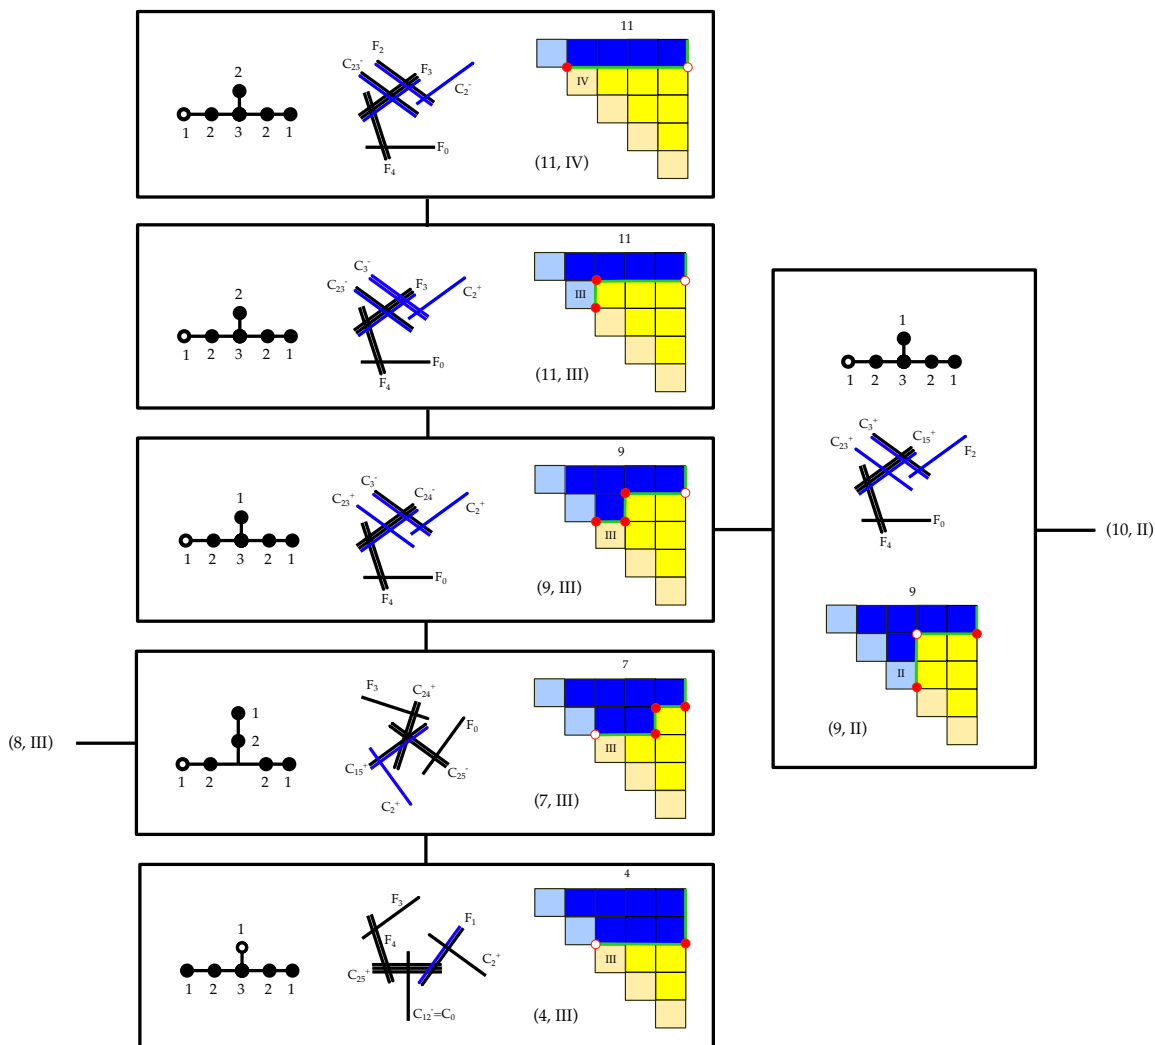 11
2
1 2 3 2 1
F₂
C₂₃⁻ F₃
C₂⁻
F₀
F₄
IV
(11, IV)
11
2
1 2 3 2 1
C₃⁻
C₂₃⁻ F₃ C₂⁺
F₀
F₄
III
(11, III)
9
1
1 2 3 2 1
C₃⁻ C₂₄⁻
C₂₃⁺ C₂⁺
F₀
F₄
III
(9, III)
1
1 2 3 2 1
C₃⁺ C₁₅⁺
C₂₃⁺ F₂
F₀
F₄
9
II
(9, II)
(10, II)
(8, III)
7
1
2
1 2 2 1
F₃ C₂₄⁺
F₀
C₁₅⁺ C₂₅⁻
C₂⁺
III
(7, III)
4
1
1 2 3 2 1
F₃ F₁
F₄
C₂₅⁺ C₂⁺
C₁₂⁻=C₀
III
(4, III)